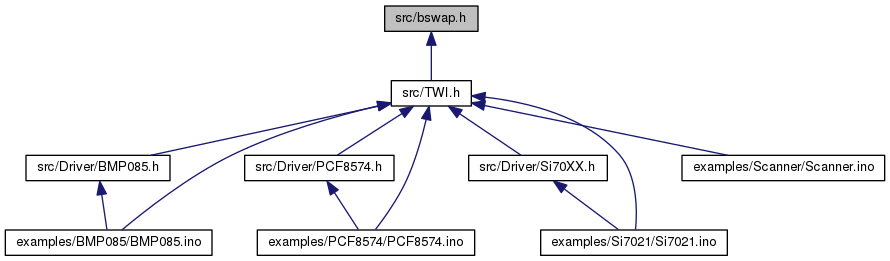 src/bswap.h
src/TWI.h
src/Driver/BMP085.h
src/Driver/PCF8574.h
src/Driver/Si70XX.h
examples/Scanner/Scanner.ino
examples/BMP085/BMP085.ino
examples/PCF8574/PCF8574.ino
examples/Si7021/Si7021.ino